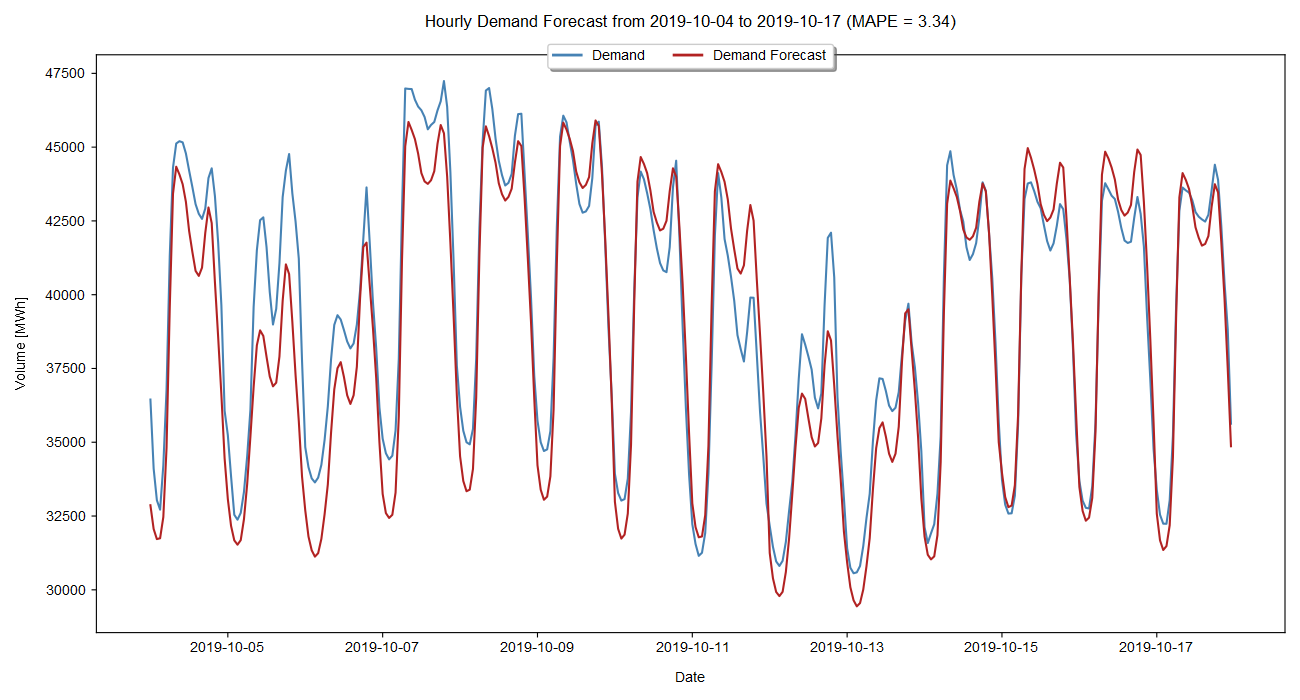 Hourly Demand Forecast from 2019-10-04 to 2019-10-17 (MAPE = 3.34)
Demand Demand Forecast
47500
45000
42500
40000
37500
35000
32500
30000
Volume [MWh]
2019-10-05 2019-10-07 2019-10-09 2019-10-11 2019-10-13 2019-10-15 2019-10-17
Date